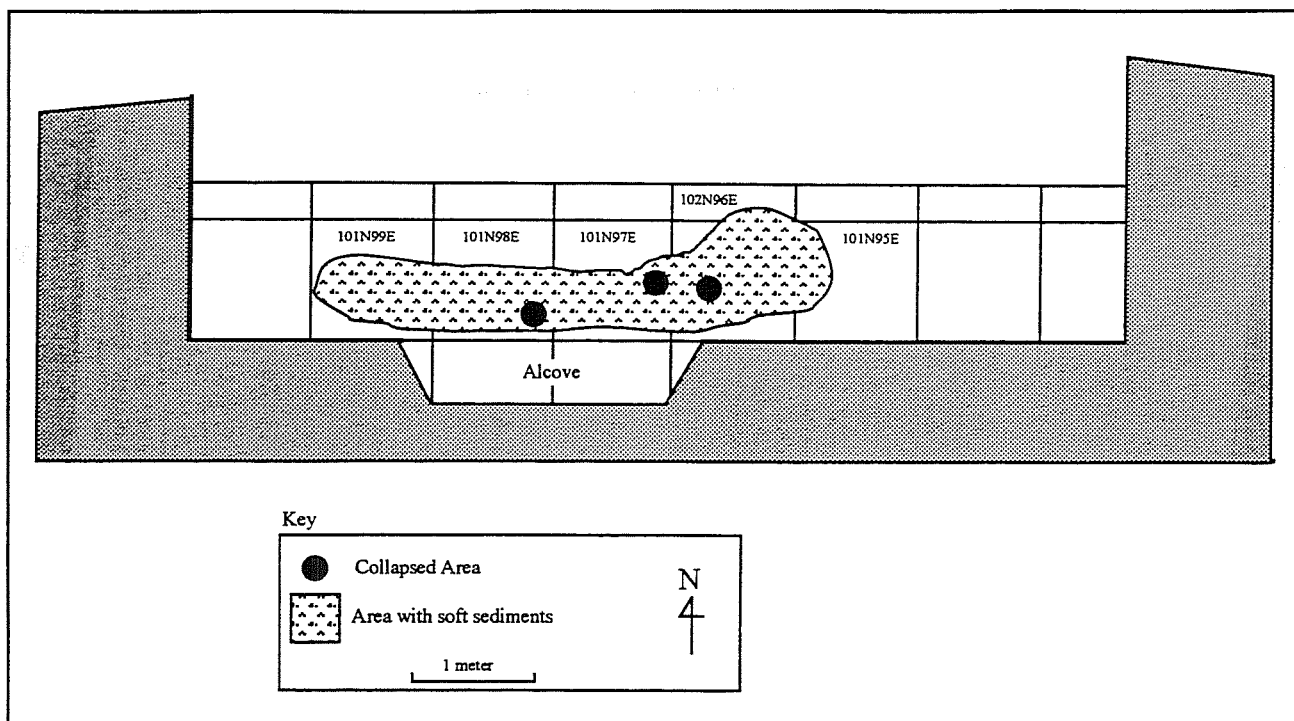 102N96E
101N99E
101N98E
101N97E
101N95E
Alcove
Key
Collapsed Area
N
Area with soft sediments
1 meter